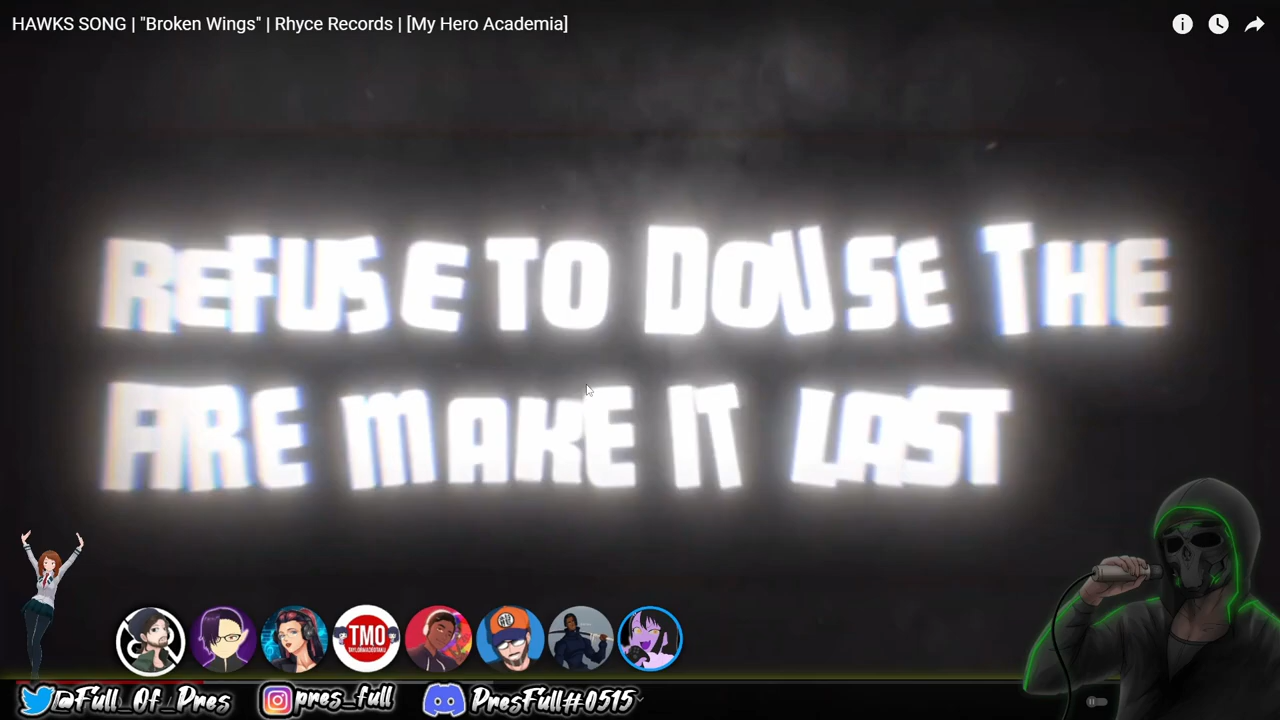 HAWKS SONG | "Broken Wings" | Rhyce Records | [My Hero Academia]
REFUSE TO DOUSE THE
FIRE MAKE IT LAST
TMO
@Full_Of_Pres pres_full PresFull#0515